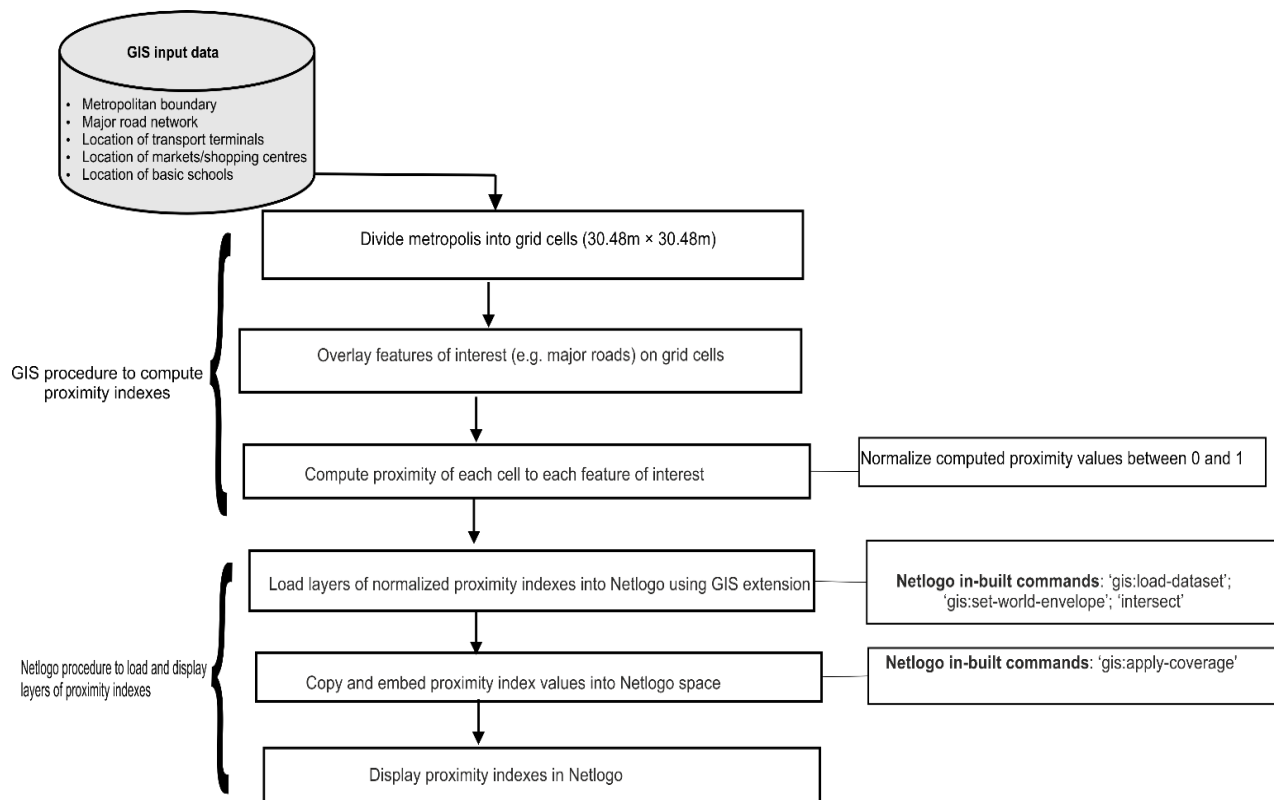 GIS input data
• Metropolitan boundary
• Major road network
• Location of transport terminals
• Location of markets/shopping centres
• Location of basic schools
Divide metropolis into grid cells (30.48m × 30.48m)
Overlay features of interest (e.g. major roads) on grid cells
GIS procedure to compute
proximity indexes
Compute proximity of each cell to each feature of interest
Normalize computed proximity values between 0 and 1
Load layers of normalized proximity indexes into Netlogo using GIS extension
Netlogo in-built commands: ‘gis:load-dataset’;
‘gis:set-world-envelope’; ‘intersect’
Netlogo procedure to load and display
layers of proximity indexes
Copy and embed proximity index values into Netlogo space
Netlogo in-built commands: ‘gis:apply-coverage’
Display proximity indexes in Netlogo